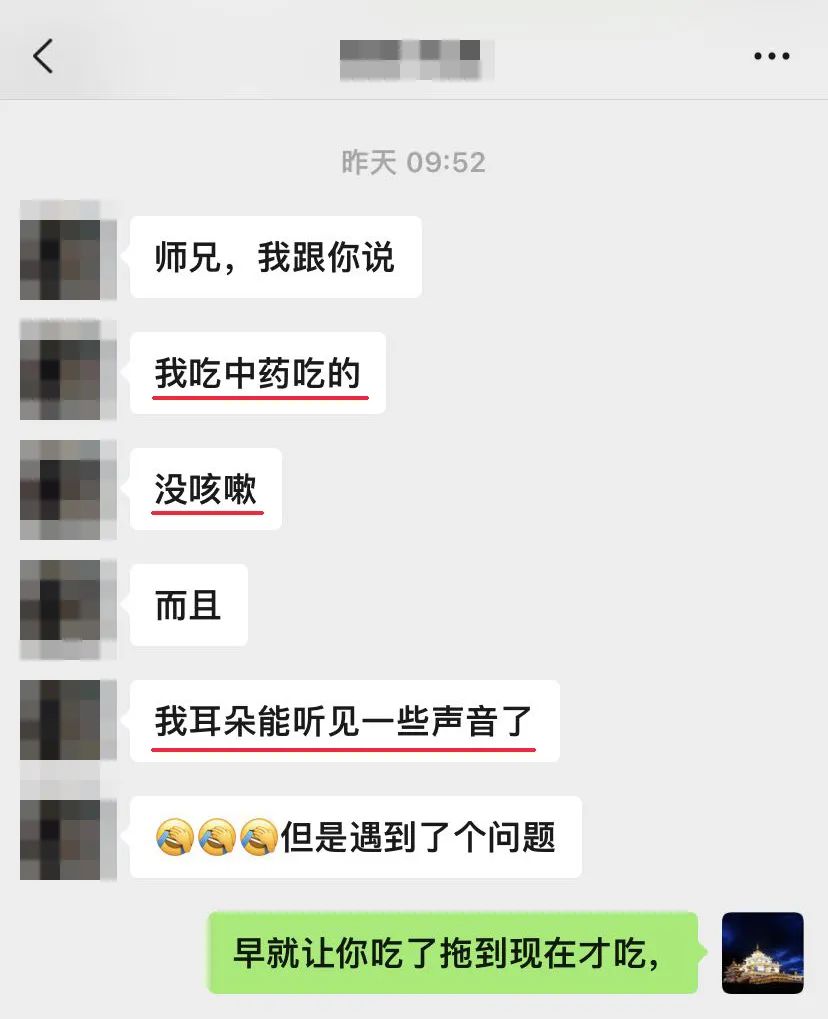 昨天 09:52
师兄，我跟你说
我吃中药吃的
没咳嗽
而且
我耳朵能听见一些声音了
🤦🤦🤦但是遇到了个问题
早就让你吃了拖到现在才吃，